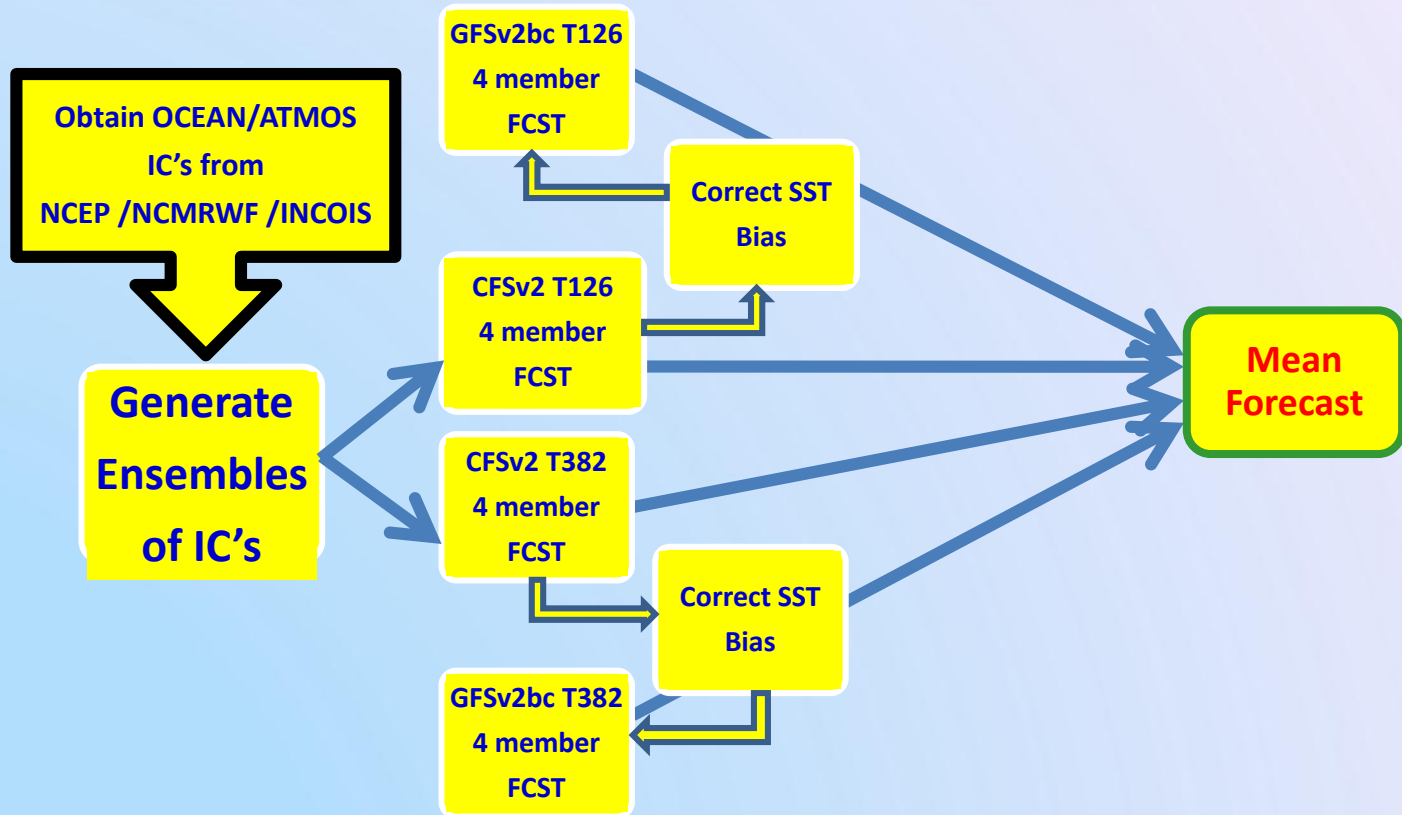 Obtain OCEAN/ATMOS
IC’s from
NCEP /NCMRWF /INCOIS
Generate
Ensembles
of IC’s
GFSv2bc T126
4 member
FCST
Correct SST
Bias
CFSv2 T126
4 member
FCST
CFSv2 T382
4 member
FCST
Correct SST
Bias
GFSv2bc T382
4 member
FCST
Mean
Forecast